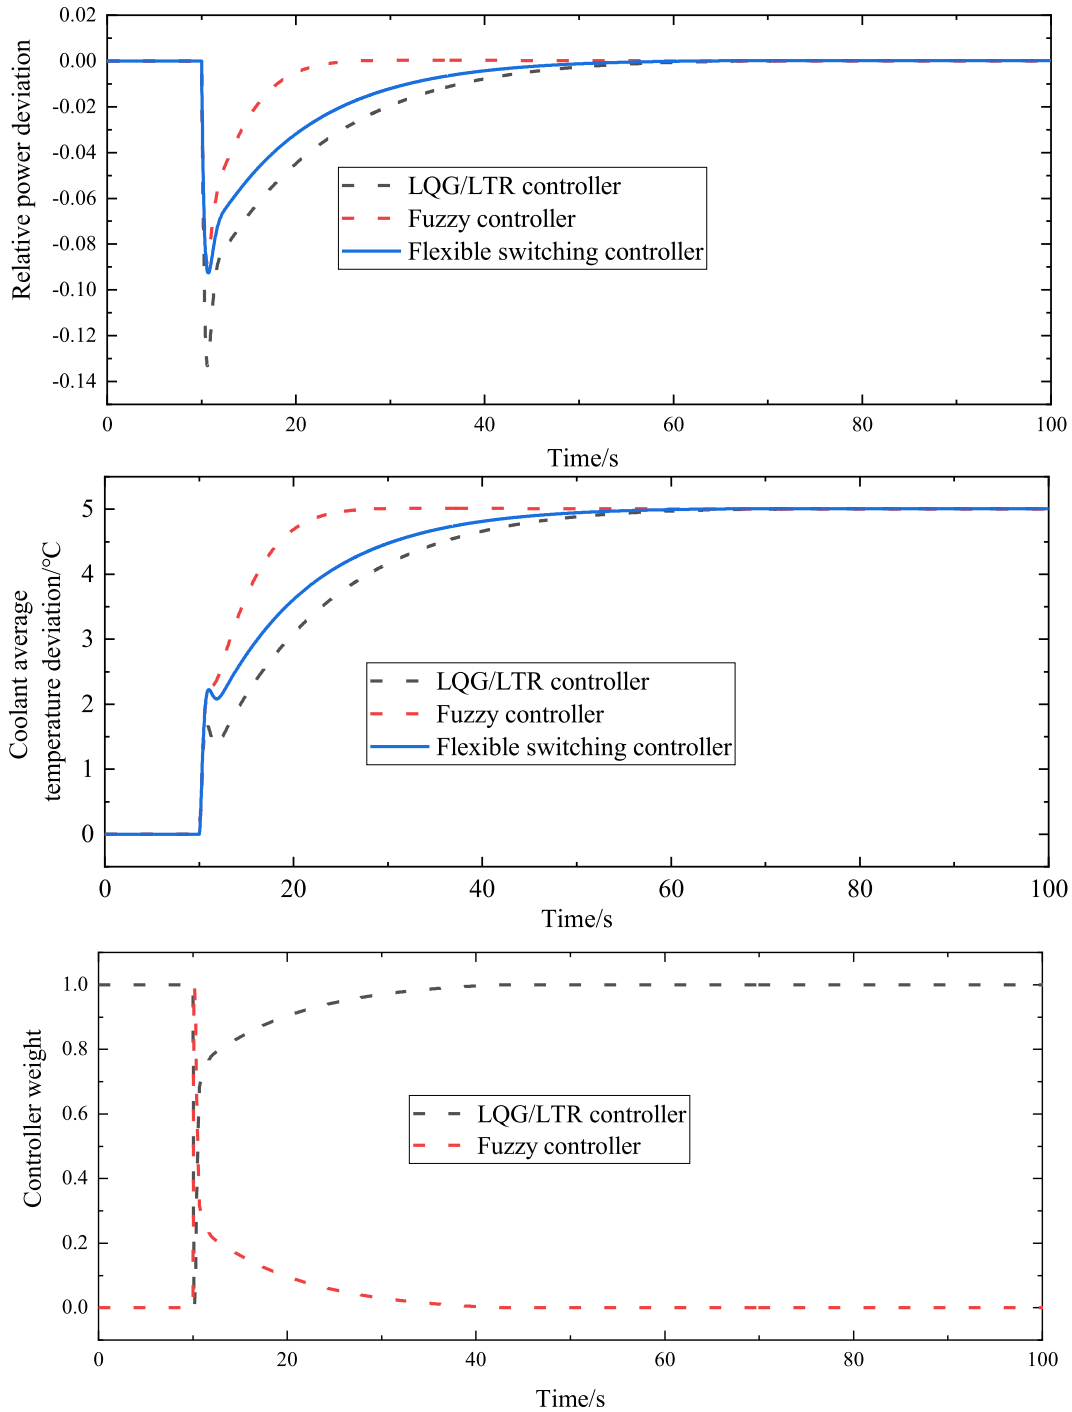 0.02
0.00
-0.02
-0.04
-0.06
-0.08
-0.10
-0.12
-0.14
Relative power deviation
LQG/LTR controller
Fuzzy controller
Flexible switching controller
0 20 40 60 80 100
Time/s
5
4
3
2
1
0
Coolant average
temperature deviation/°C
LQG/LTR controller
Fuzzy controller
Flexible switching controller
0 20 40 60 80 100
Time/s
1.0
0.8
0.6
0.4
0.2
0.0
Controller weight
LQG/LTR controller
Fuzzy controller
0 20 40 60 80 100
Time/s